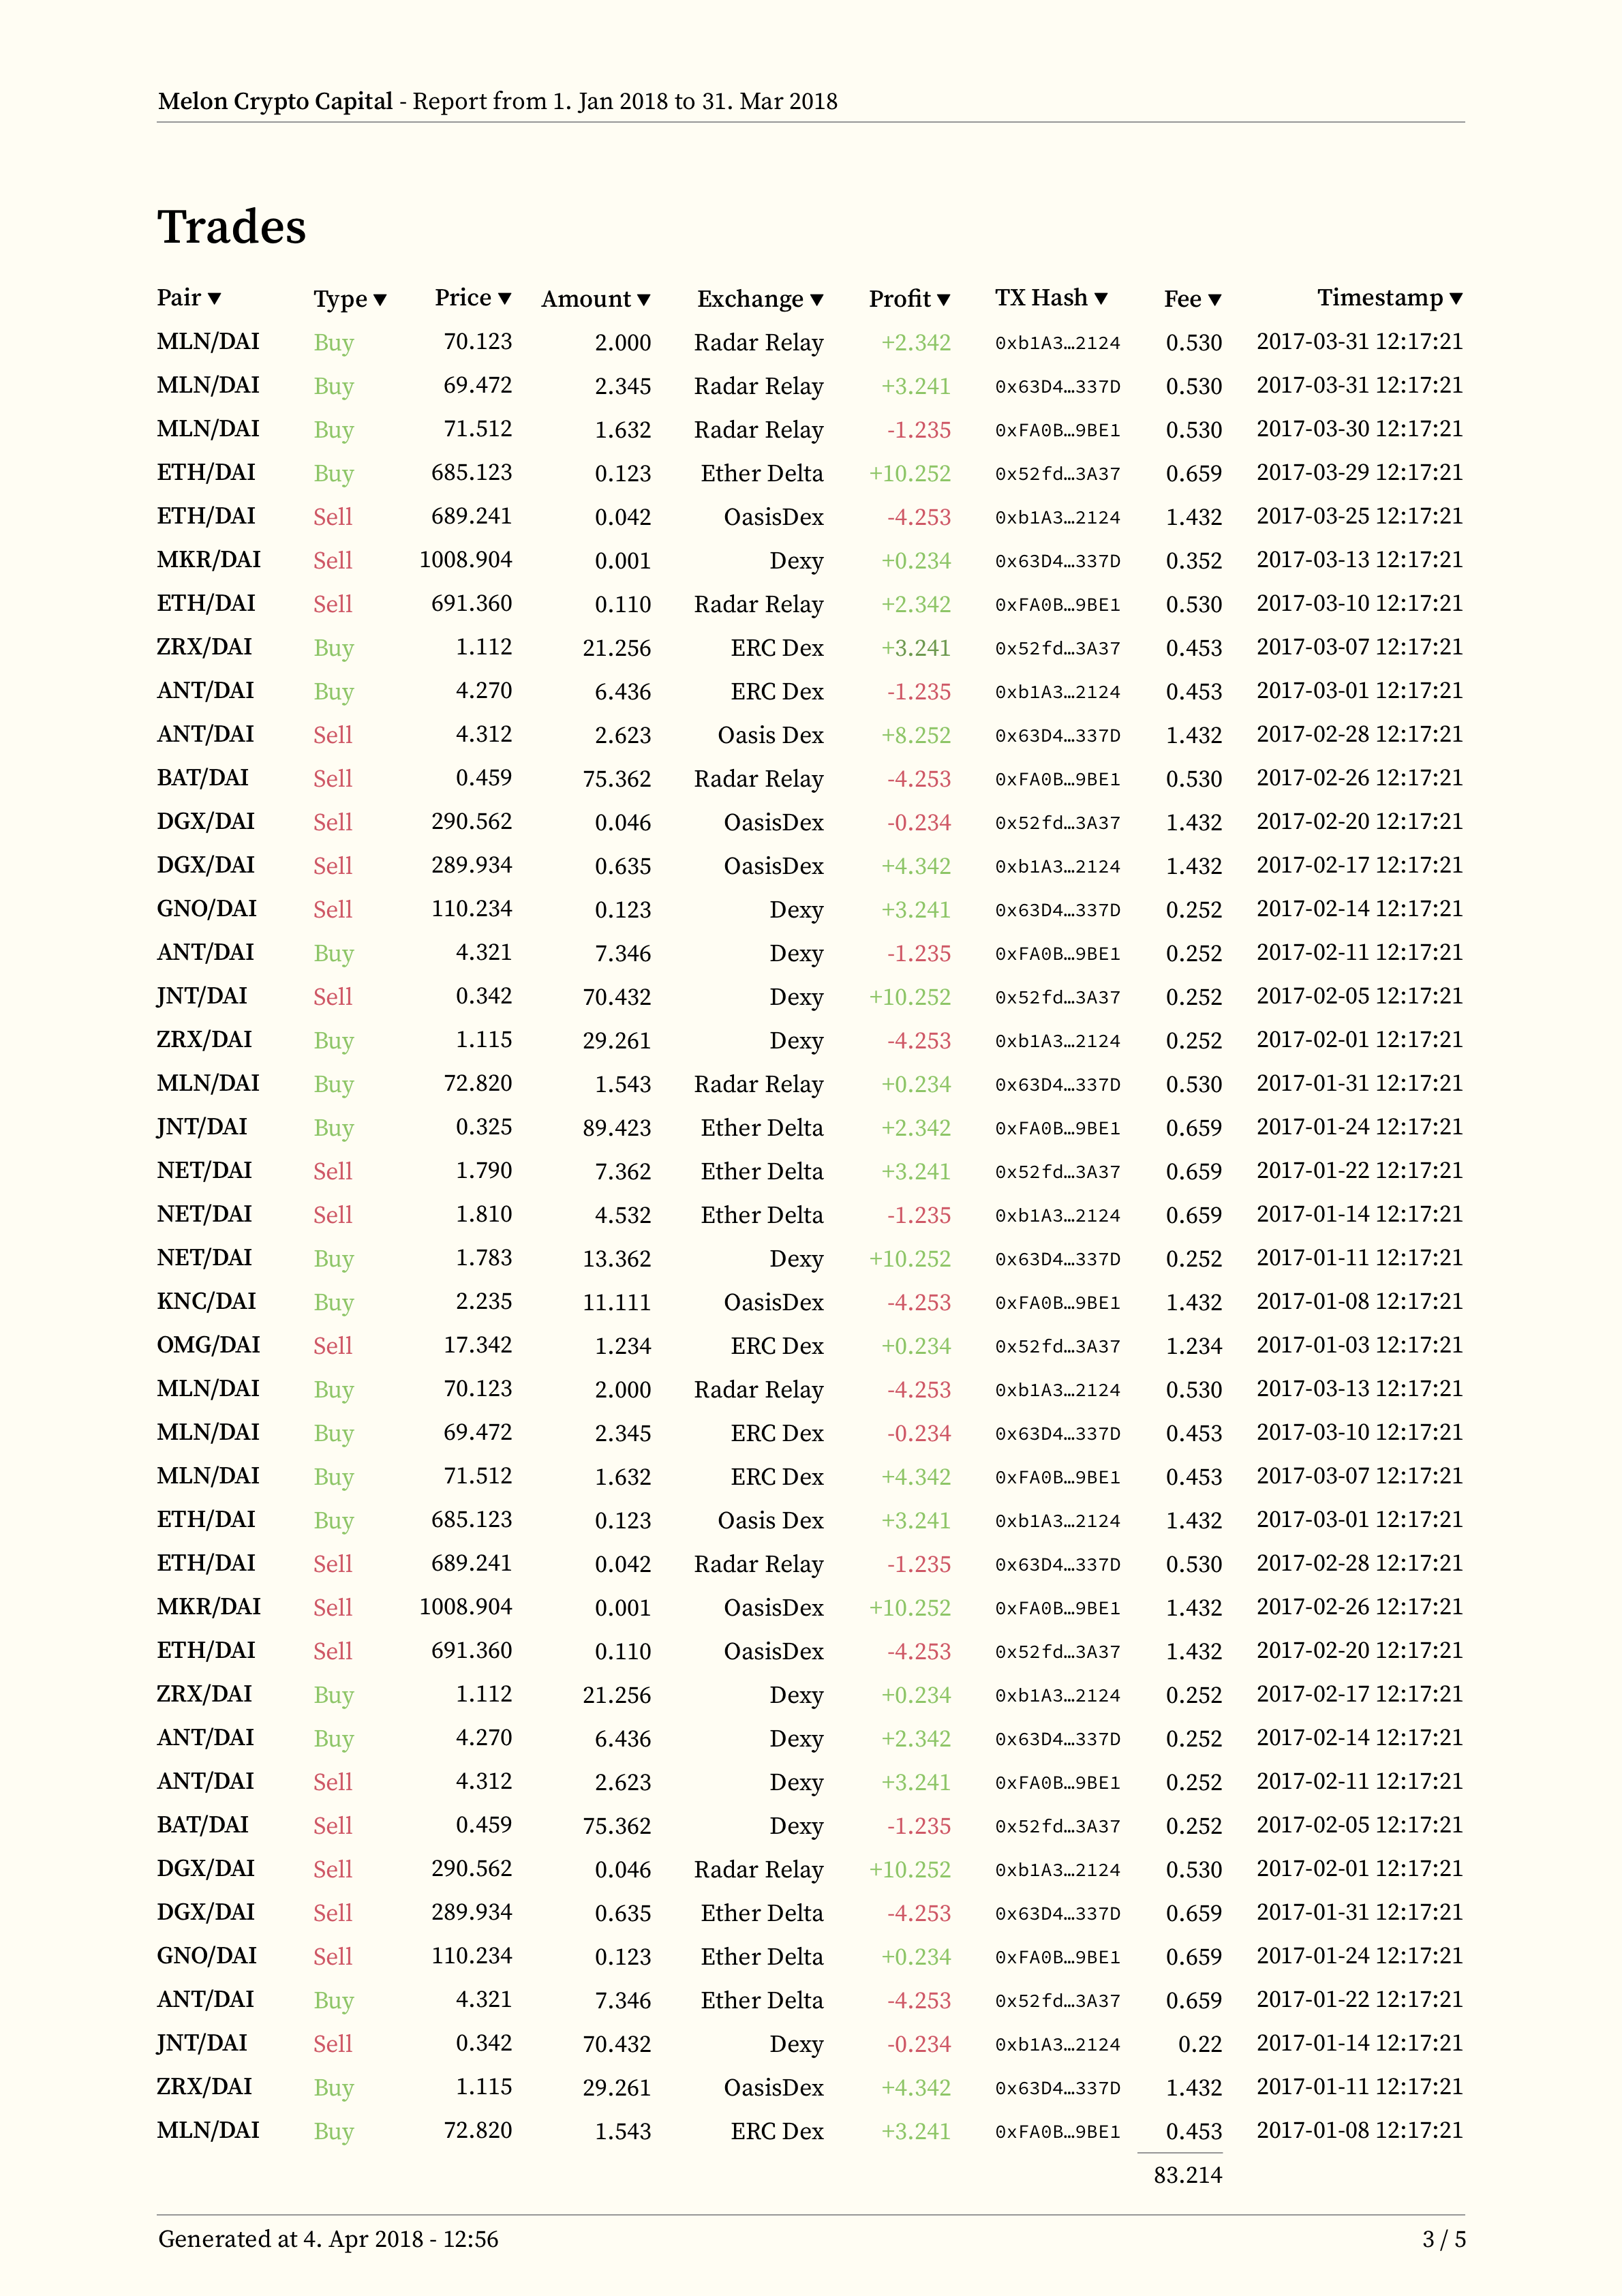 Melon Crypto Capital - Report from 1. Jan 2018 to 31. Mar 2018
Trades
Pair ▼ Type ▼ Price ▼ Amount ▼ Exchange ▼ Profit ▼ TX Hash ▼ Fee ▼ Timestamp ▼
MLN/DAI Buy 70.123 2.000 Radar Relay +2.342 0xb1A3…2124 0.530 2017-03-31 12:17:21
MLN/DAI Buy 69.472 2.345 Radar Relay +3.241 0x63D4…337D 0.530 2017-03-31 12:17:21
MLN/DAI Buy 71.512 1.632 Radar Relay -1.235 0xFA0B…9BE1 0.530 2017-03-30 12:17:21
ETH/DAI Buy 685.123 0.123 Ether Delta +10.252 0x52fd…3A37 0.659 2017-03-29 12:17:21
ETH/DAI Sell 689.241 0.042 OasisDex -4.253 0xb1A3…2124 1.432 2017-03-25 12:17:21
MKR/DAI Sell 1008.904 0.001 Dexy +0.234 0x63D4…337D 0.352 2017-03-13 12:17:21
ETH/DAI Sell 691.360 0.110 Radar Relay +2.342 0xFA0B…9BE1 0.530 2017-03-10 12:17:21
ZRX/DAI Buy 1.112 21.256 ERC Dex +3.241 0x52fd…3A37 0.453 2017-03-07 12:17:21
ANT/DAI Buy 4.270 6.436 ERC Dex -1.235 0xb1A3…2124 0.453 2017-03-01 12:17:21
ANT/DAI Sell 4.312 2.623 Oasis Dex +8.252 0x63D4…337D 1.432 2017-02-28 12:17:21
BAT/DAI Sell 0.459 75.362 Radar Relay -4.253 0xFA0B…9BE1 0.530 2017-02-26 12:17:21
DGX/DAI Sell 290.562 0.046 OasisDex -0.234 0x52fd…3A37 1.432 2017-02-20 12:17:21
DGX/DAI Sell 289.934 0.635 OasisDex +4.342 0xb1A3…2124 1.432 2017-02-17 12:17:21
GNO/DAI Sell 110.234 0.123 Dexy +3.241 0x63D4…337D 0.252 2017-02-14 12:17:21
ANT/DAI Buy 4.321 7.346 Dexy -1.235 0xFA0B…9BE1 0.252 2017-02-11 12:17:21
JNT/DAI Sell 0.342 70.432 Dexy +10.252 0x52fd…3A37 0.252 2017-02-05 12:17:21
ZRX/DAI Buy 1.115 29.261 Dexy -4.253 0xb1A3…2124 0.252 2017-02-01 12:17:21
MLN/DAI Buy 72.820 1.543 Radar Relay +0.234 0x63D4…337D 0.530 2017-01-31 12:17:21
JNT/DAI Buy 0.325 89.423 Ether Delta +2.342 0xFA0B…9BE1 0.659 2017-01-24 12:17:21
NET/DAI Sell 1.790 7.362 Ether Delta +3.241 0x52fd…3A37 0.659 2017-01-22 12:17:21
NET/DAI Sell 1.810 4.532 Ether Delta -1.235 0xb1A3…2124 0.659 2017-01-14 12:17:21
NET/DAI Buy 1.783 13.362 Dexy +10.252 0x63D4…337D 0.252 2017-01-11 12:17:21
KNC/DAI Buy 2.235 11.111 OasisDex -4.253 0xFA0B…9BE1 1.432 2017-01-08 12:17:21
OMG/DAI Sell 17.342 1.234 ERC Dex +0.234 0x52fd…3A37 1.234 2017-01-03 12:17:21
MLN/DAI Buy 70.123 2.000 Radar Relay -4.253 0xb1A3…2124 0.530 2017-03-13 12:17:21
MLN/DAI Buy 69.472 2.345 ERC Dex -0.234 0x63D4…337D 0.453 2017-03-10 12:17:21
MLN/DAI Buy 71.512 1.632 ERC Dex +4.342 0xFA0B…9BE1 0.453 2017-03-07 12:17:21
ETH/DAI Buy 685.123 0.123 Oasis Dex +3.241 0xb1A3…2124 1.432 2017-03-01 12:17:21
ETH/DAI Sell 689.241 0.042 Radar Relay -1.235 0x63D4…337D 0.530 2017-02-28 12:17:21
MKR/DAI Sell 1008.904 0.001 OasisDex +10.252 0xFA0B…9BE1 1.432 2017-02-26 12:17:21
ETH/DAI Sell 691.360 0.110 OasisDex -4.253 0x52fd…3A37 1.432 2017-02-20 12:17:21
ZRX/DAI Buy 1.112 21.256 Dexy +0.234 0xb1A3…2124 0.252 2017-02-17 12:17:21
ANT/DAI Buy 4.270 6.436 Dexy +2.342 0x63D4…337D 0.252 2017-02-14 12:17:21
ANT/DAI Sell 4.312 2.623 Dexy +3.241 0xFA0B…9BE1 0.252 2017-02-11 12:17:21
BAT/DAI Sell 0.459 75.362 Dexy -1.235 0x52fd…3A37 0.252 2017-02-05 12:17:21
DGX/DAI Sell 290.562 0.046 Radar Relay +10.252 0xb1A3…2124 0.530 2017-02-01 12:17:21
DGX/DAI Sell 289.934 0.635 Ether Delta -4.253 0x63D4…337D 0.659 2017-01-31 12:17:21
GNO/DAI Sell 110.234 0.123 Ether Delta +0.234 0xFA0B…9BE1 0.659 2017-01-24 12:17:21
ANT/DAI Buy 4.321 7.346 Ether Delta -4.253 0x52fd…3A37 0.659 2017-01-22 12:17:21
JNT/DAI Sell 0.342 70.432 Dexy -0.234 0xb1A3…2124 0.22 2017-01-14 12:17:21
ZRX/DAI Buy 1.115 29.261 OasisDex +4.342 0x63D4…337D 1.432 2017-01-11 12:17:21
MLN/DAI Buy 72.820 1.543 ERC Dex +3.241 0xFA0B…9BE1 0.453 2017-01-08 12:17:21
83.214
Generated at 4. Apr 2018 - 12:56 3 / 5